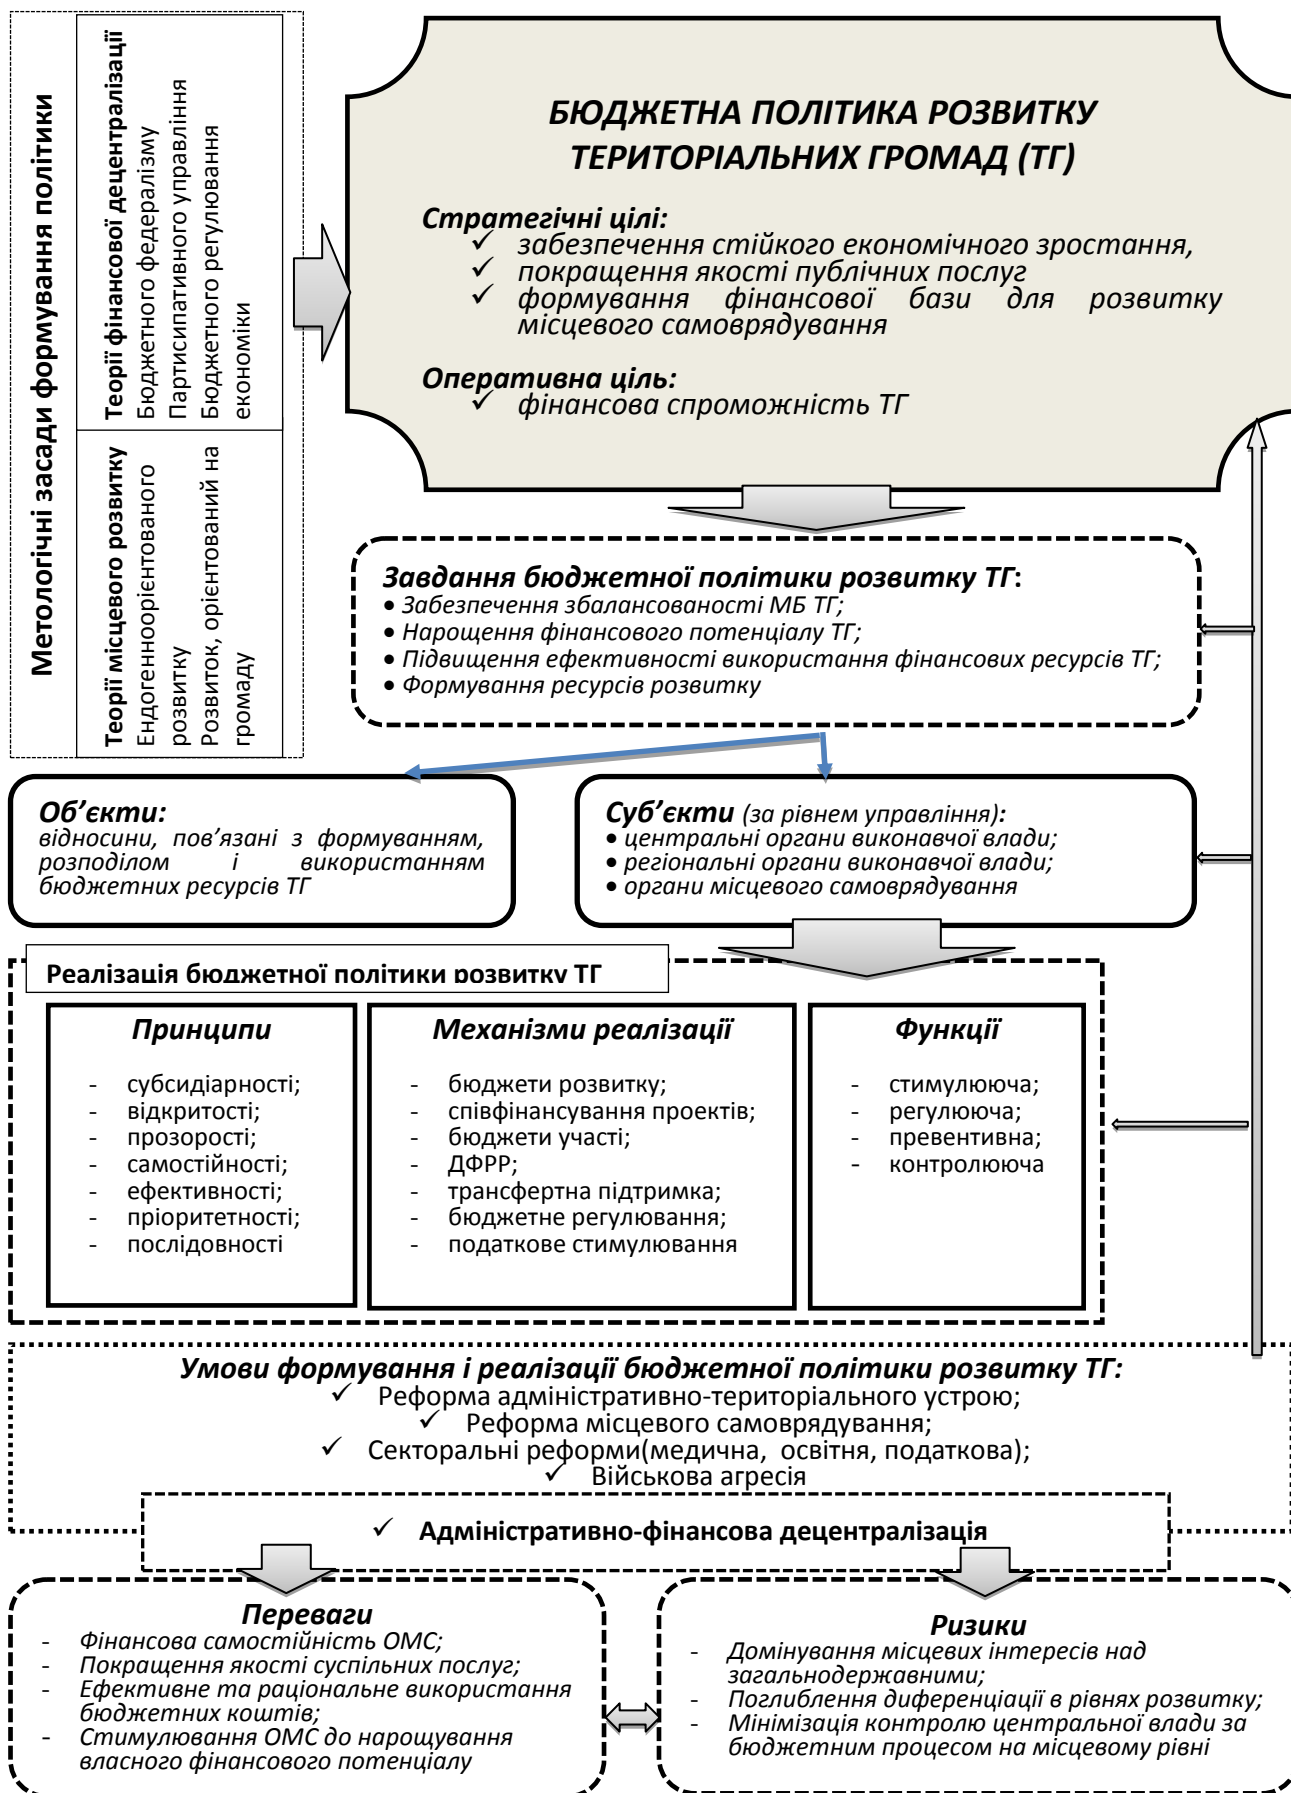 Метологічні засади формування політики
Теорії фінансової децентралізації
Бюджетного федералізму
Партисипативного управління
Бюджетного регулювання
економіки
Теорії місцевого розвитку
Ендогенноорієнтованого
розвитку
Розвиток, орієнтований на
громаду
БЮДЖЕТНА ПОЛІТИКА РОЗВИТКУ
ТЕРИТОРІАЛЬНИХ ГРОМАД (ТГ)
Стратегічні цілі:
✓ забезпечення стійкого економічного зростання,
✓ покращення якості публічних послуг
✓ формування фінансової бази для розвитку
місцевого самоврядування
Оперативна ціль:
✓ фінансова спроможність ТГ
Завдання бюджетної політики розвитку ТГ:
• Забезпечення збалансованості МБ ТГ;
• Нарощення фінансового потенціалу ТГ;
• Підвищення ефективності використання фінансових ресурсів ТГ;
• Формування ресурсів розвитку
Об’єкти:
відносини, пов’язані з формуванням,
розподілом і використанням
бюджетних ресурсів ТГ
Суб’єкти (за рівнем управління):
• центральні органи виконавчої влади;
• регіональні органи виконавчої влади;
• органи місцевого самоврядування
Реалізація бюджетної політики розвитку ТГ
Принципи
- субсидіарності;
- відкритості;
- прозорості;
- самостійності;
- ефективності;
- пріоритетності;
- послідовності
Механізми реалізації
- бюджети розвитку;
- співфінансування проектів;
- бюджети участі;
- ДФРР;
- трансфертна підтримка;
- бюджетне регулювання;
- податкове стимулювання
Функції
- стимулююча;
- регулююча;
- превентивна;
- контролююча
Умови формування і реалізації бюджетної політики розвитку ТГ:
✓ Реформа адміністративно-територіального устрою;
✓ Реформа місцевого самоврядування;
✓ Секторальні реформи(медична, освітня, податкова);
✓ Військова агресія
✓ Адміністративно-фінансова децентралізація
Переваги
- Фінансова самостійність ОМС;
- Покращення якості суспільних послуг;
- Ефективне та раціональне використання
бюджетних коштів;
- Стимулювання ОМС до нарощування
власного фінансового потенціалу
Ризики
- Домінування місцевих інтересів над
загальнодержавними;
- Поглиблення диференціації в рівнях розвитку;
- Мінімізація контролю центральної влади за
бюджетним процесом на місцевому рівні